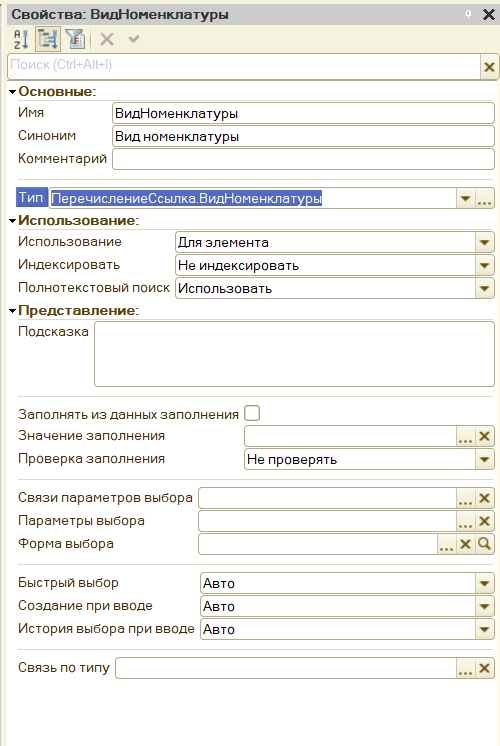 Свойства: ВидНоменклатуры
Поиск (Ctrl+Alt+I)
Основные:
Имя ВидНоменклатуры
Синоним Вид номенклатуры
Комментарий
Тип ПеречислениеСсылка.ВидНоменклатуры
Использование:
Использование Для элемента
Индексировать Не индексировать
Полнотекстовый поиск Использовать
Представление:
Подсказка
Заполнять из данных заполнения
Значение заполнения
Проверка заполнения Не проверять
Связи параметров выбора
Параметры выбора
Форма выбора
Быстрый выбор Авто
Создание при вводе Авто
История выбора при вводе Авто
Связь по типу